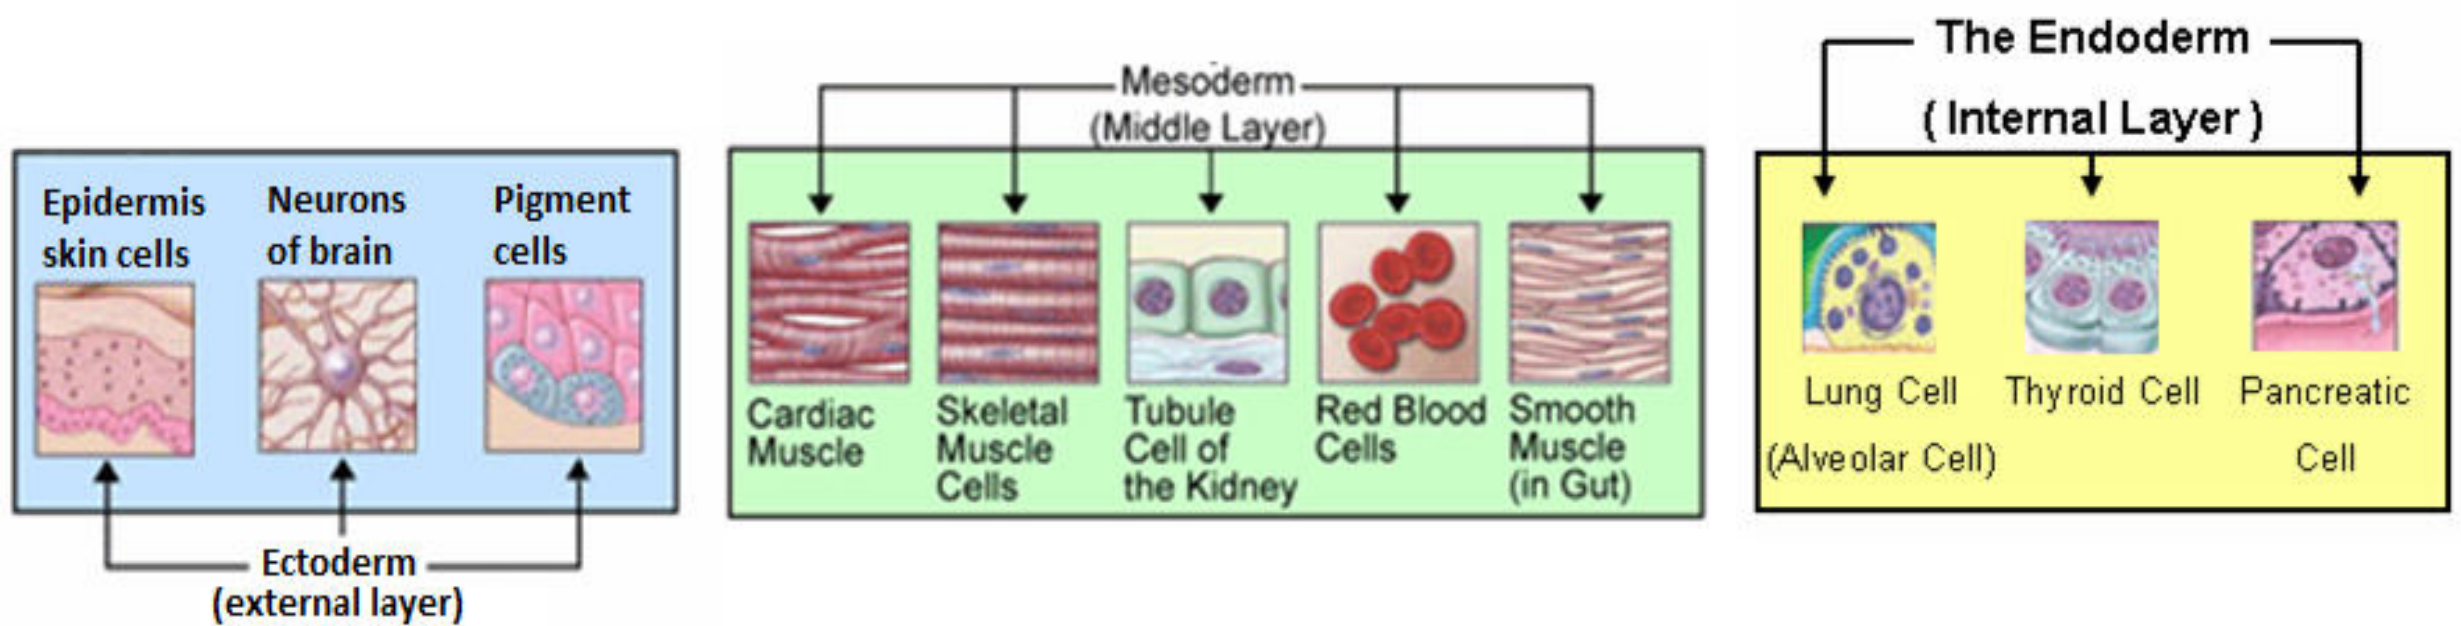 Epidermis
skin cells
Neurons
of brain
Pigment
cells
Ectoderm
(external layer)
Mesoderm
(Middle Layer)
Cardiac
Muscle
Skeletal
Muscle
Cells
Tubule
Cell of
the Kidney
Red Blood
Cells
Smooth
Muscle
(in Gut)
The Endoderm
( Internal Layer )
Lung Cell
(Alveolar Cell)
Thyroid Cell
Pancreatic
Cell